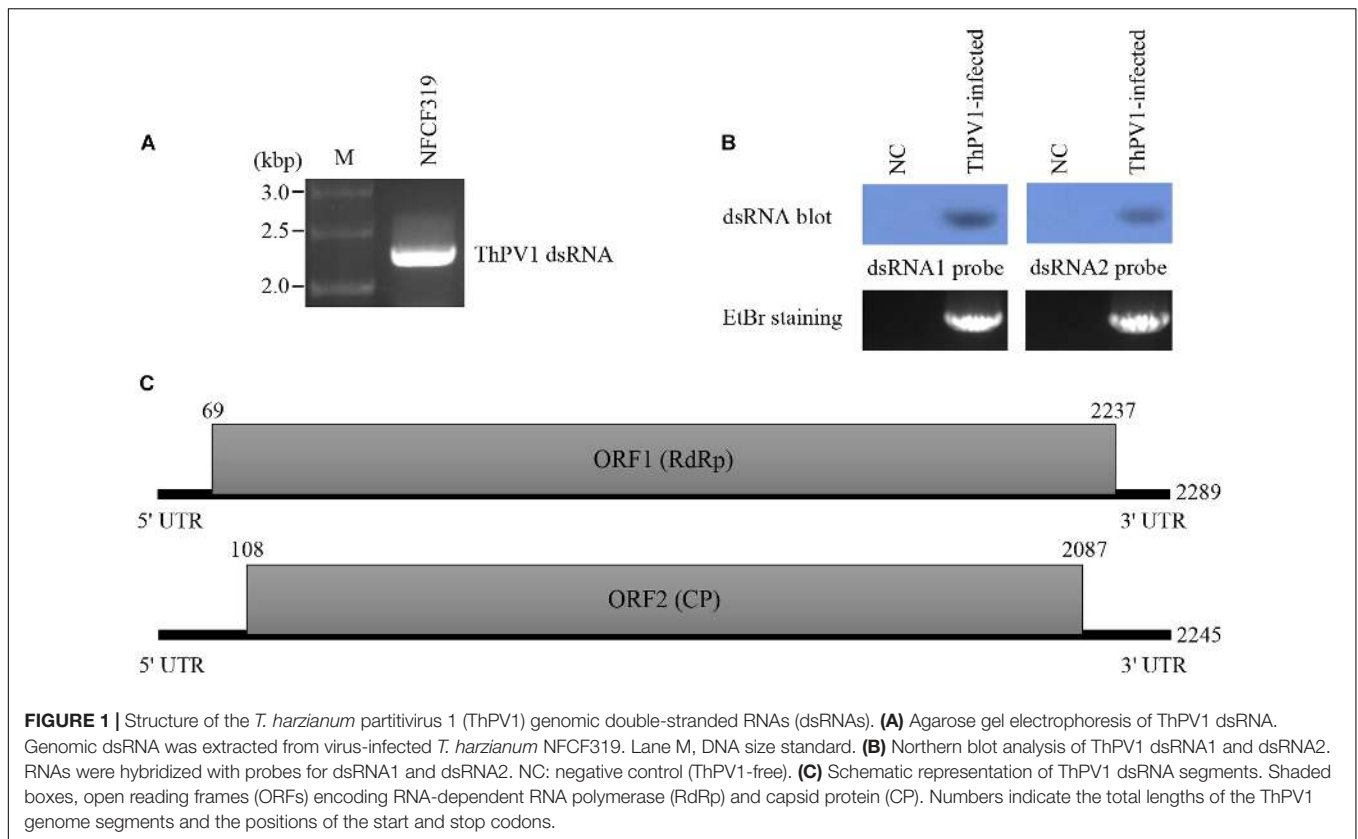 A
(kbp)
M
NFCF319
3.0
2.5
2.0
ThPV1 dsRNA
B
NC
ThPV1-infected
NC
ThPV1-infected
dsRNA blot
dsRNA1 probe
dsRNA2 probe
EtBr staining
C
69
2237
ORF1 (RdRp)
2289
5' UTR
3' UTR
108
2087
ORF2 (CP)
2245
5' UTR
3' UTR
FIGURE 1 | Structure of the T. harzianum partitivirus 1 (ThPV1) genomic double-stranded RNAs (dsRNAs). (A) Agarose gel electrophoresis of ThPV1 dsRNA.
Genomic dsRNA was extracted from virus-infected T. harzianum NFCF319. Lane M, DNA size standard. (B) Northern blot analysis of ThPV1 dsRNA1 and dsRNA2.
RNAs were hybridized with probes for dsRNA1 and dsRNA2. NC: negative control (ThPV1-free). (C) Schematic representation of ThPV1 dsRNA segments. Shaded
boxes, open reading frames (ORFs) encoding RNA-dependent RNA polymerase (RdRp) and capsid protein (CP). Numbers indicate the total lengths of the ThPV1
genome segments and the positions of the start and stop codons.